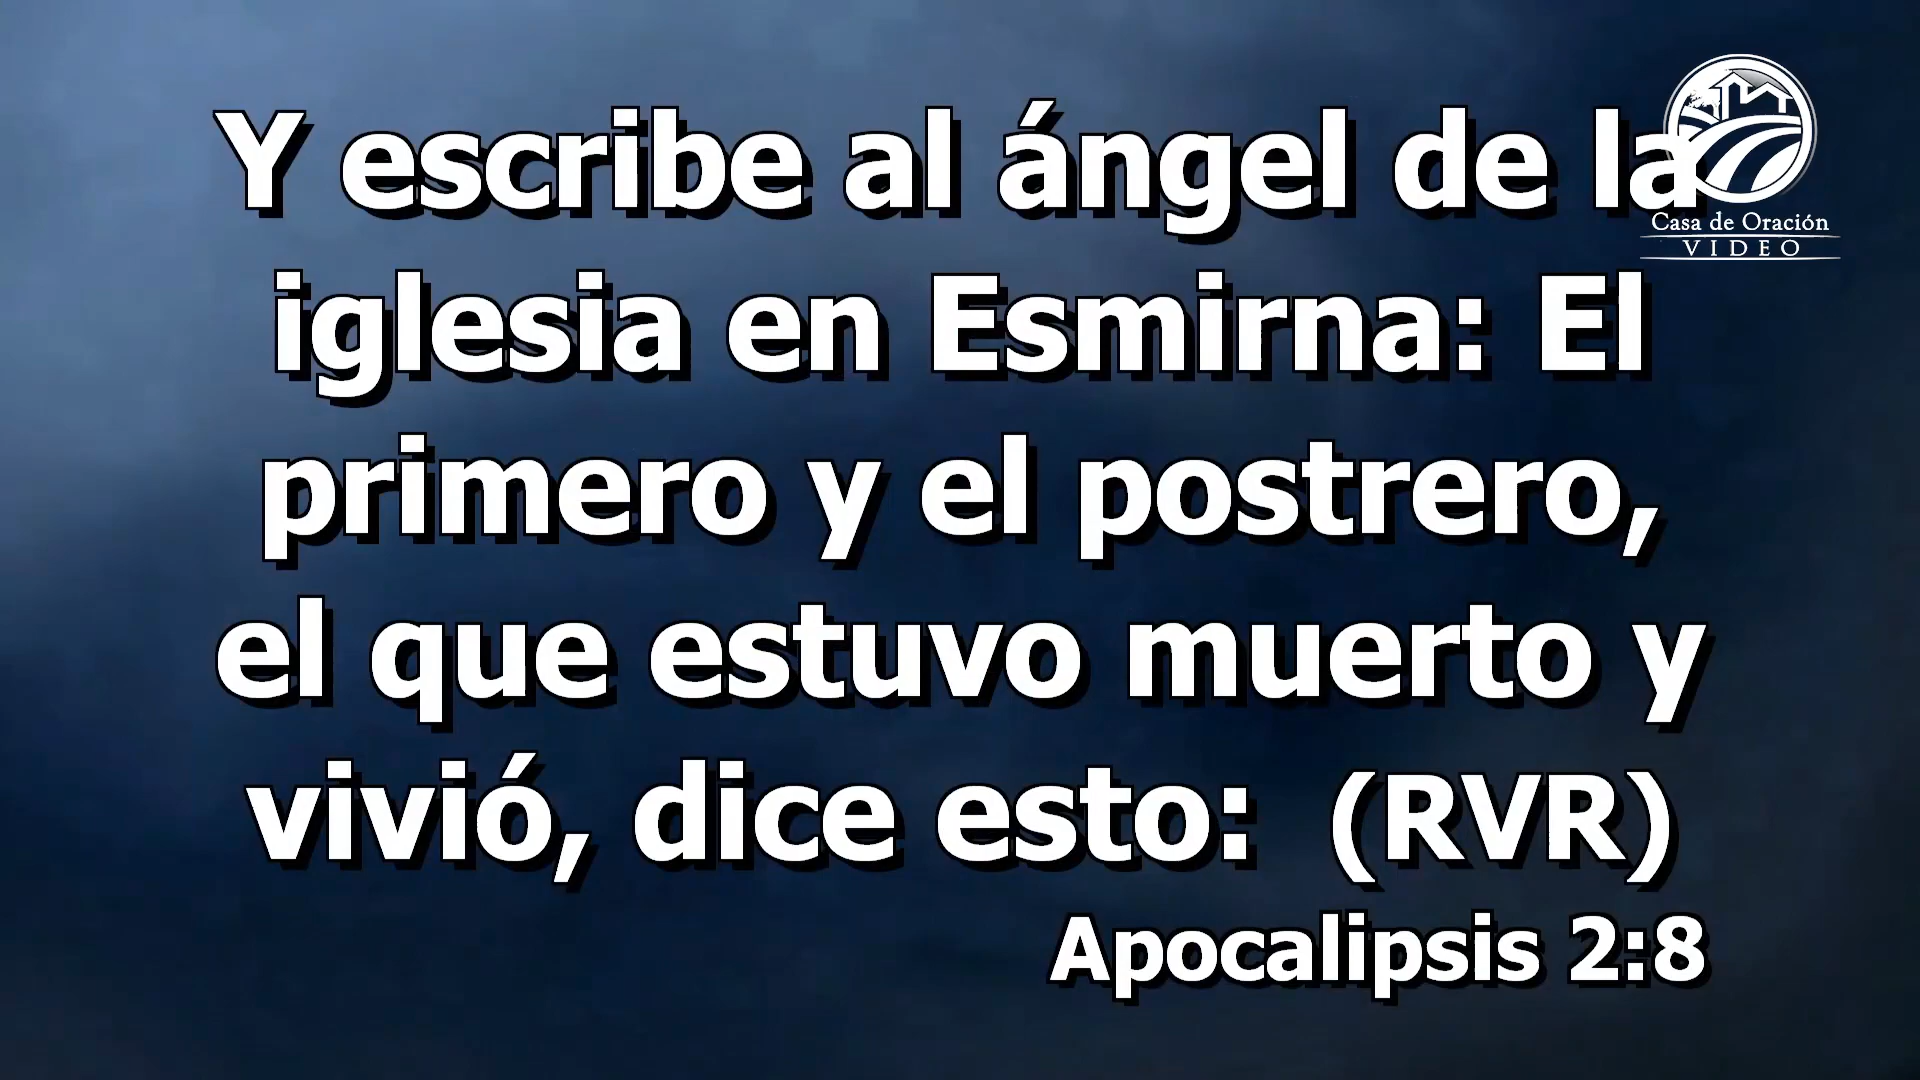 Y escribe al ángel de la
iglesia en Esmirna: El
primero y el postrero,
el que estuvo muerto y
vivió, dice esto:  (RVR)
Apocalipsis 2:8
Casa de Oración
VIDEO